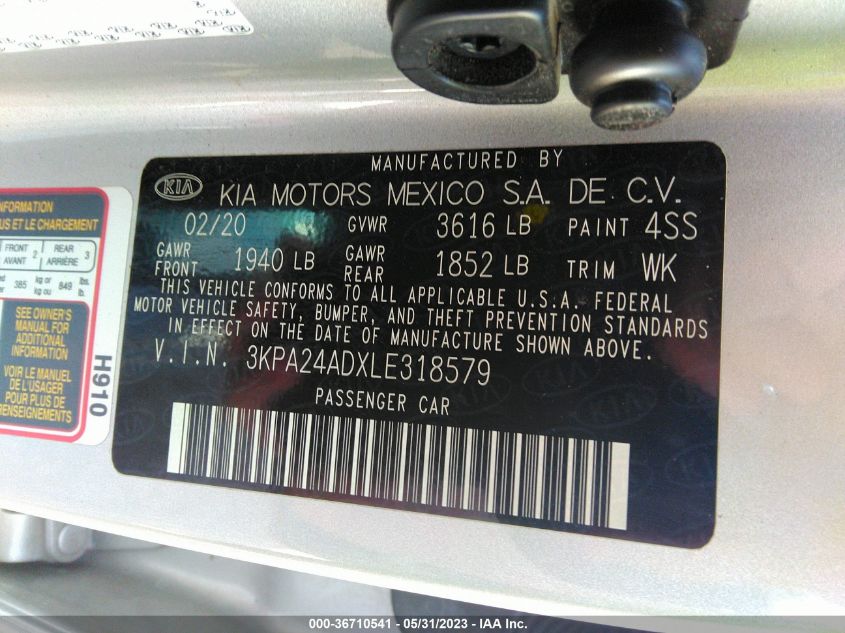 MANUFACTURED BY
KIA KIA MOTORS MEXICO S.A. DE C.V.
02/20 GVWR 3616 LB PAINT 4SS
GAWR FRONT 1940 LB GAWR REAR 1852 LB TRIM WK
THIS VEHICLE CONFORMS TO ALL APPLICABLE U.S.A. FEDERAL
MOTOR VEHICLE SAFETY, BUMPER, AND THEFT PREVENTION STANDARDS
IN EFFECT ON THE DATE OF MANUFACTURE SHOWN ABOVE.
V.I.N. 3KPA24ADXLE318579
PASSENGER CAR
INFORMATION
US ET LE CHARGEMENT
FRONT AVANT 2 REAR ARRIÈRE 3
385 kg or kg ou 849 lbs. lb.
SEE OWNER'S
MANUAL FOR
ADDITIONAL
INFORMATION
VOIR LE MANUEL
DE L'USAGER
POUR PLUS DE
RENSEIGNEMENTS
H910
000-36710541 - 05/31/2023 - IAA Inc.